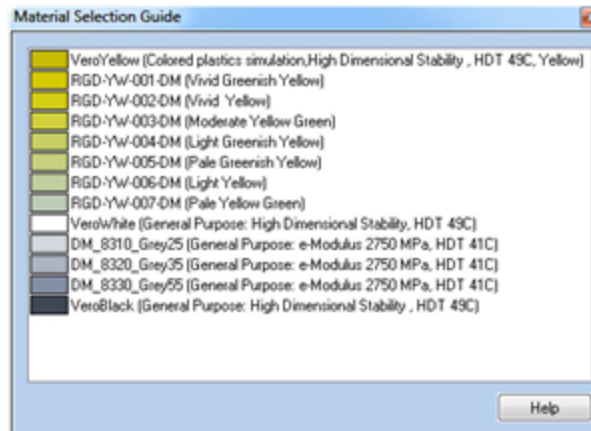 Material Selection Guide
VeroYellow (Colored plastics simulation,High Dimensional Stability , HDT 49C, Yellow)
RGD-YW-001-DM (Vivid Greenish Yellow)
RGD-YW-002-DM (Vivid  Yellow)
RGD-YW-003-DM (Moderate Yellow Green)
RGD-YW-004-DM (Light Greenish Yellow)
RGD-YW-005-DM (Pale Greenish Yellow)
RGD-YW-006-DM (Light Yellow)
RGD-YW-007-DM (Pale Yellow Green)
VeroWhite (General Purpose: High Dimensional Stability, HDT 49C)
DM_8310_Grey25 (General Purpose: e-Modulus 2750 MPa, HDT 41C)
DM_8320_Grey35 (General Purpose: e-Modulus 2750 MPa, HDT 41C)
DM_8330_Grey55 (General Purpose: e-Modulus 2750 MPa, HDT 41C)
VeroBlack (General Purpose: High Dimensional Stability , HDT 49C)
Help